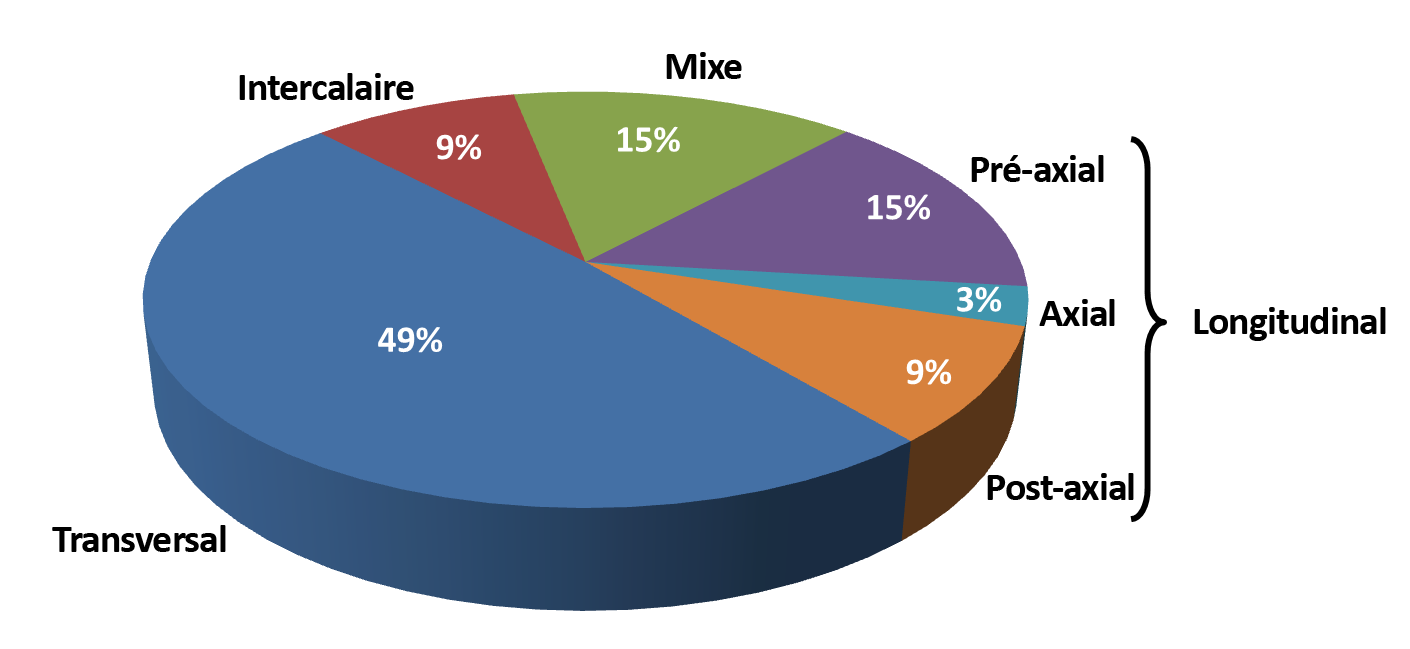 Mixe
Intercalaire
9%
15%
Pré-axial
15%
3%
Axial
Longitudinal
49%
9%
Post-axial
Transversal